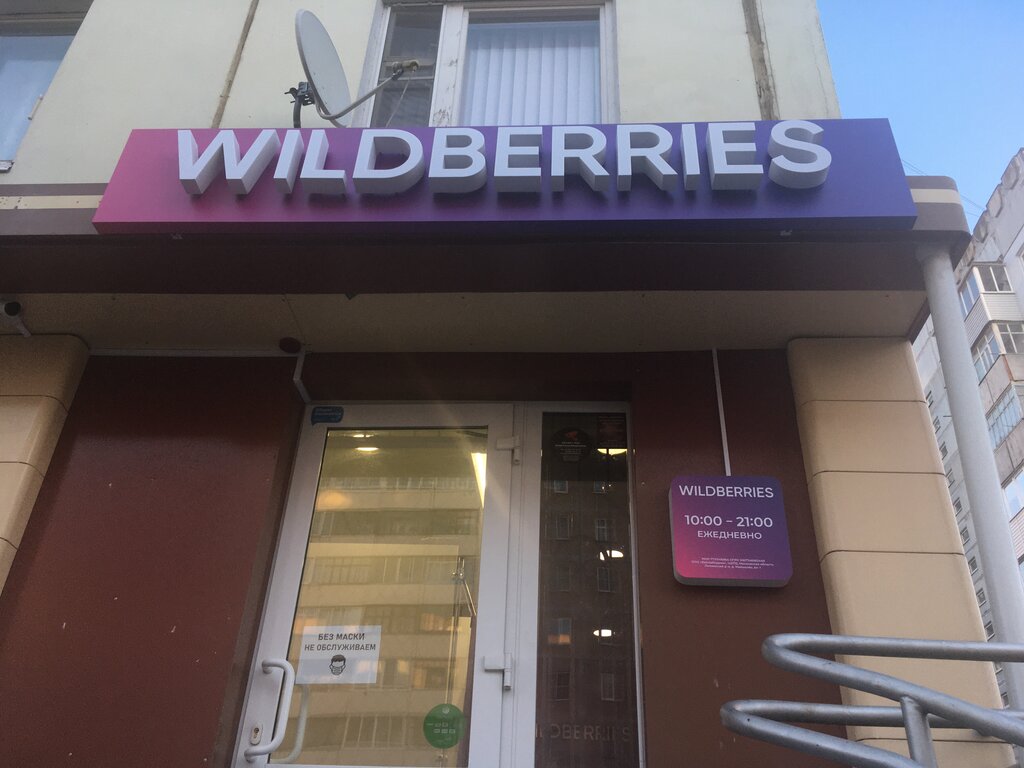 WILDBERRIES
WILDBERRIES
10:00 - 21:00
ЕЖЕДНЕВНО
БЕЗ МАСКИ
НЕ ОБСЛУЖИВАЕМ